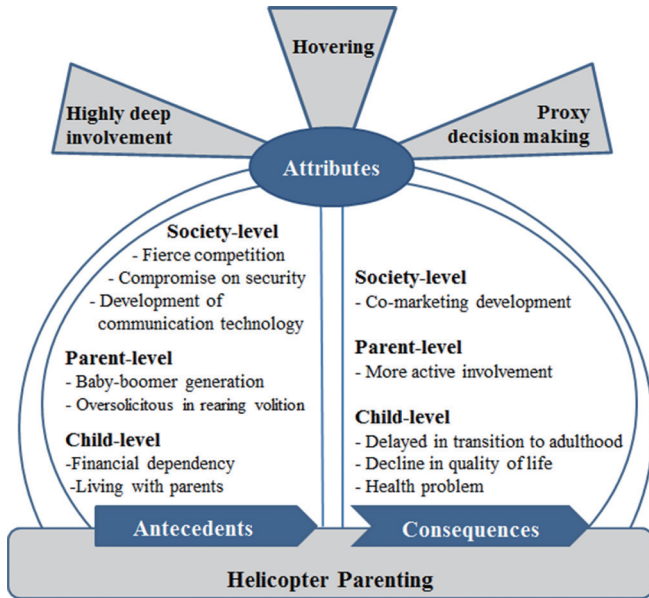 Hovering
Highly deep
involvement
Proxy
decision making
Attributes
Society-level
- Fierce competition
- Compromise on security
- Development of
communication technology
Parent-level
- Baby-boomer generation
- Oversolicitous in rearing volition
Child-level
-Financial dependency
-Living with parents
Society-level
- Co-marketing development
Parent-level
- More active involvement
Child-level
- Delayed in transition to adulthood
- Decline in quality of life
- Health problem
Antecedents
Consequences
Helicopter Parenting